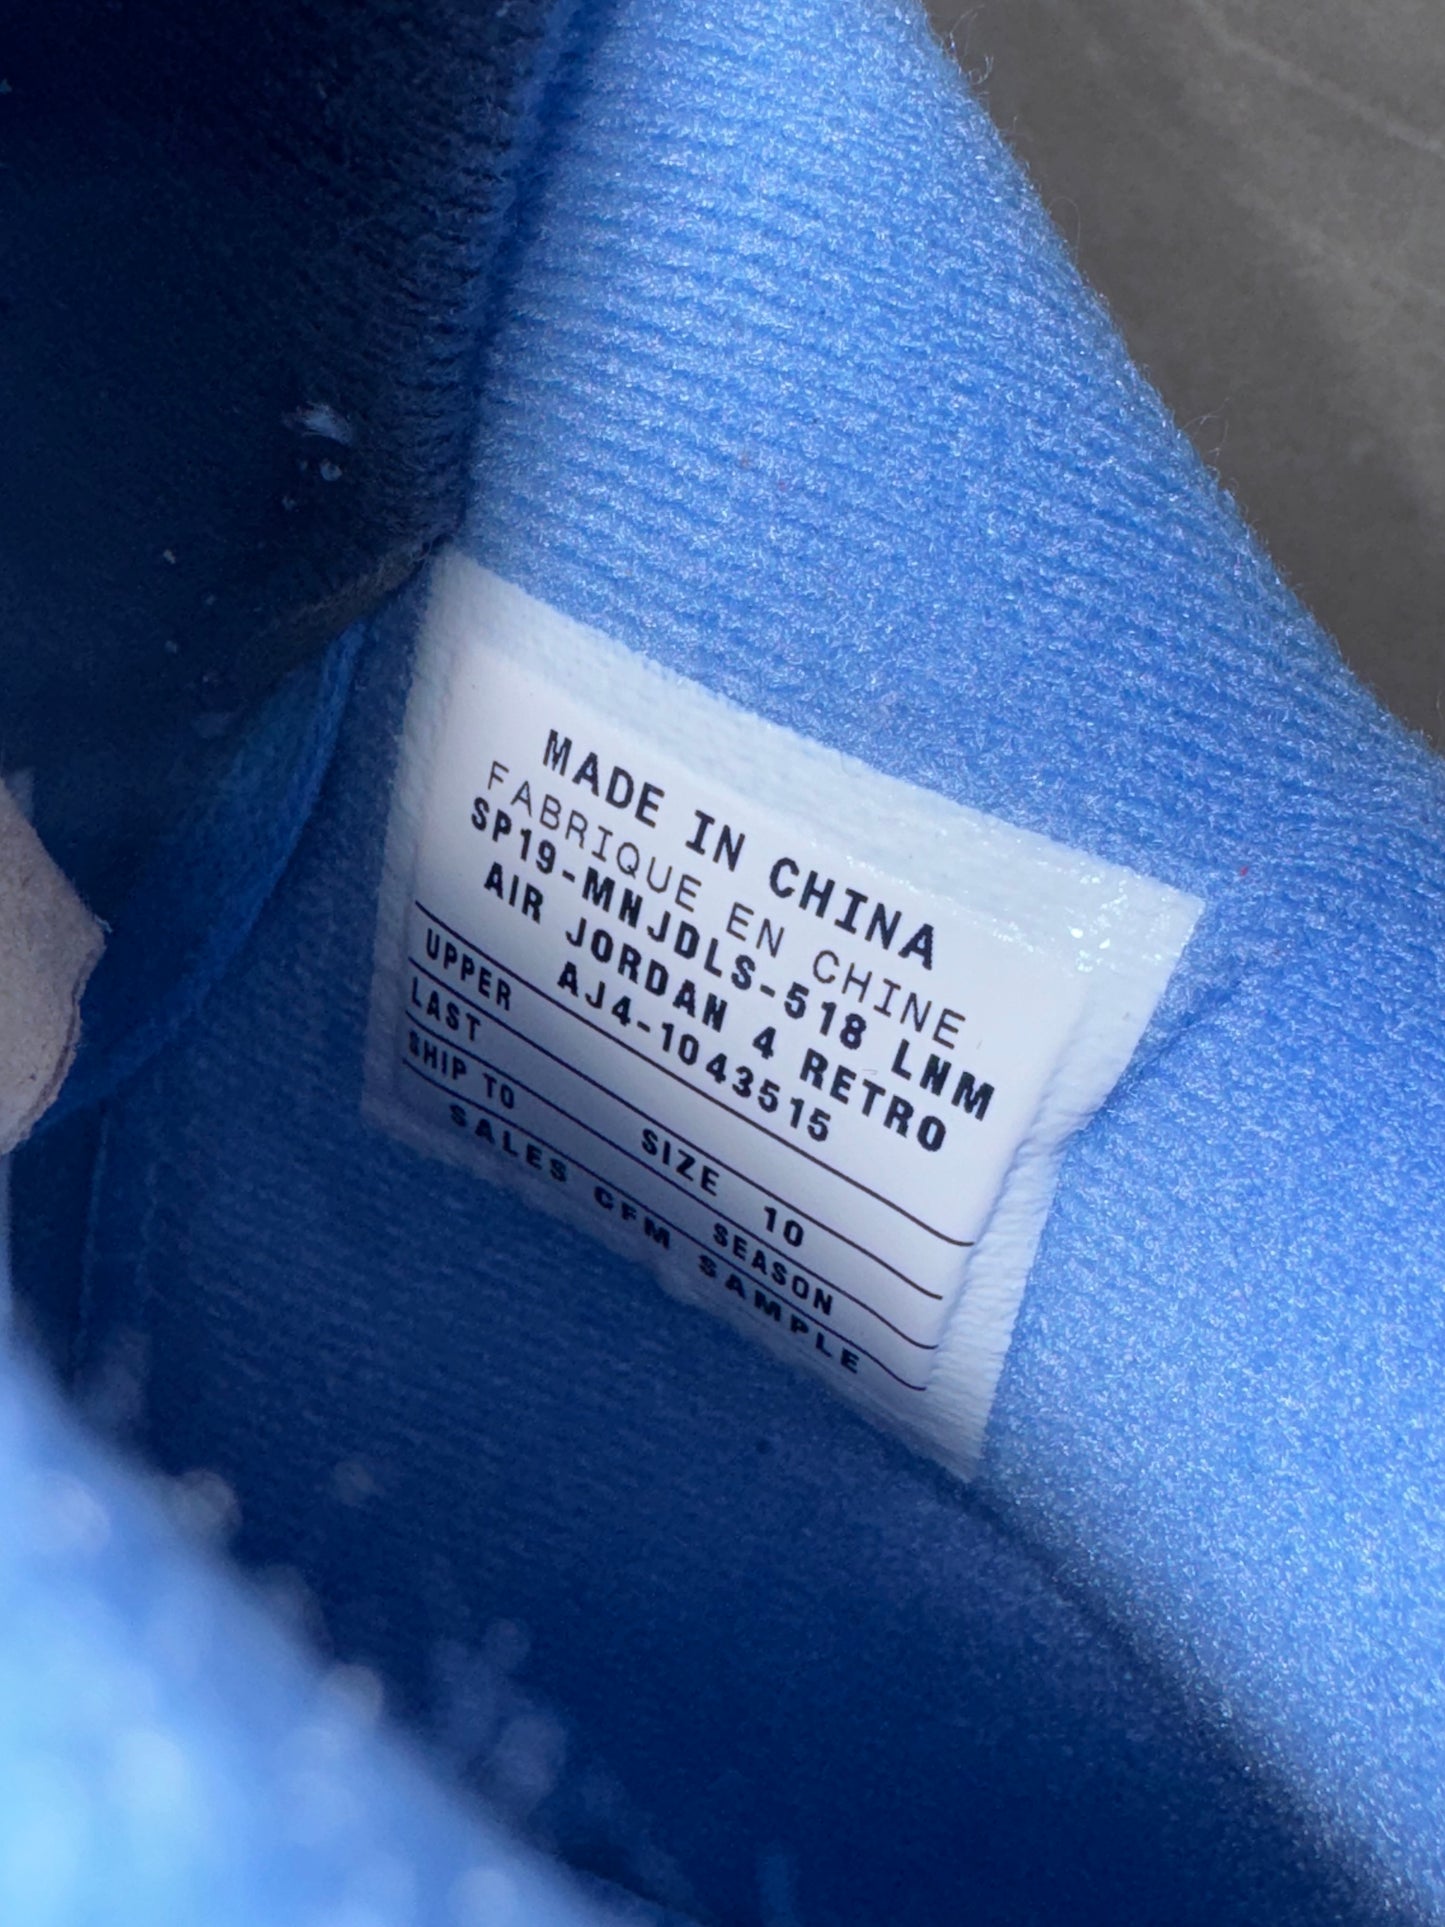 MADE IN CHINA
FABRIQUE EN CHINE
SP19-MNJDLS-518 LNM
AIR JORDAN 4 RETRO
AJ4-1043515
UPPER
LAST SIZE 10
SHIP TO SEASON
SALES CFM SAMPLE